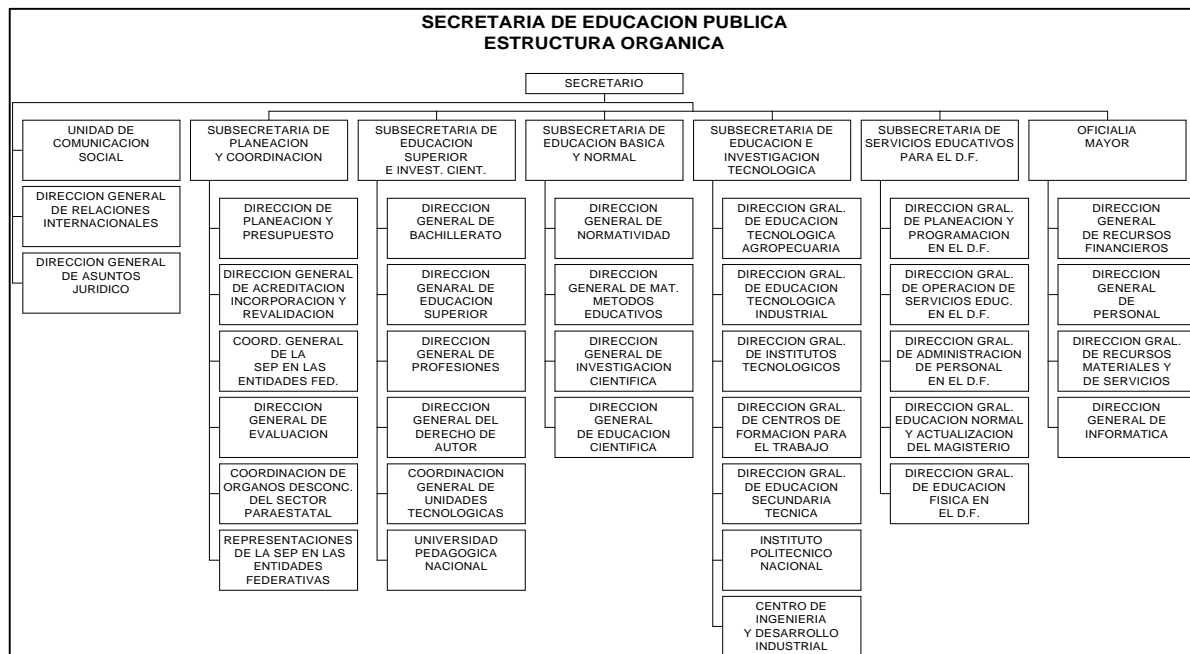 SECRETARIA DE EDUCACION PUBLICA
ESTRUCTURA ORGANICA
SECRETARIO
UNIDAD DE
COMUNICACION
SOCIAL
DIRECCION GENERAL
DE RELACIONES
INTERNACIONALES
DIRECCION GENERAL
DE ASUNTOS
JURIDICO
SUBSECRETARIA DE
PLANEACION
Y COORDINACION
DIRECCION DE
PLANEACION Y
PRESUPUESTO
DIRECCION GENERAL
DE ACREDITACION
INCORPORACION Y
REVALIDACION
COORD. GENERAL
DE LA
SEP EN LAS
ENTIDADES FED.
DIRECCION
GENERAL DE
EVALUACION
COORDINACION DE
ORGANOS DESCONC.
DEL SECTOR
PARAESTATAL
REPRESENTACIONES
DE LA SEP EN LAS
ENTIDADES
FEDERATIVAS
SUBSECRETARIA DE
EDUCACION
SUPERIOR
E INVEST. CIENT.
DIRECCION
GENERAL DE
BACHILLERATO
DIRECCION
GENARAL DE
EDUCACION
SUPERIOR
DIRECCION
GENERAL DE
PROFESIONES
DIRECCION
GENERAL DEL
DERECHO DE
AUTOR
COORDINACION
GENERAL DE
UNIDADES
TECNOLOGICAS
UNIVERSIDAD
PEDAGOGICA
NACIONAL
SUBSECRETARIA DE
EDUCACION BASICA
Y NORMAL
DIRECCION
GENERAL DE
NORMATIVIDAD
DIRECCION
GENERAL DE MAT.
METODOS
EDUCATIVOS
DIRECCION
GENERAL DE
INVESTIGACION
CIENTIFICA
DIRECCION
GENERAL
DE EDUCACION
CIENTIFICA
SUBSECRETARIA DE
EDUCACION E
INVESTIGACION
TECNOLOGICA
DIRECCION GRAL.
DE EDUCACION
TECNOLOGICA
AGROPECUARIA
DIRECCION GRAL.
DE EDUCACION
TECNOLOGICA
INDUSTRIAL
DIRECCION GRAL.
DE INSTITUTOS
TECNOLOGICOS
DIRECCION GRAL.
DE CENTROS DE
FORMACION PARA
EL TRABAJO
DIRECCION GRAL.
DE EDUCACION
SECUNDARIA
TECNICA
INSTITUTO
POLITECNICO
NACIONAL
CENTRO DE
INGENIERIA
Y DESARROLLO
INDUSTRIAL
SUBSECRETARIA DE
SERVICIOS EDUCATIVOS
PARA EL D.F.
DIRECCION GRAL.
DE PLANEACION Y
PROGRAMACION
EN EL D.F.
DIRECCION GRAL.
DE OPERACION DE
SERVICIOS EDUC.
EN EL D.F.
DIRECCION GRAL.
DE ADMINISTRACION
DE PERSONAL
EN EL D.F.
DIRECCION GRAL.
EDUCACION NORMAL
Y ACTUALIZACION
DEL MAGISTERIO
DIRECCION GRAL.
DE EDUCACION
FISICA EN
EL D.F.
OFICIALIA
MAYOR
DIRECCION
GENERAL
DE RECURSOS
FINANCIEROS
DIRECCION
GENERAL
DE
PERSONAL
DIRECCION GRAL.
DE RECURSOS
MATERIALES Y
DE SERVICIOS
DIRECCION
GENERAL DE
INFORMATICA